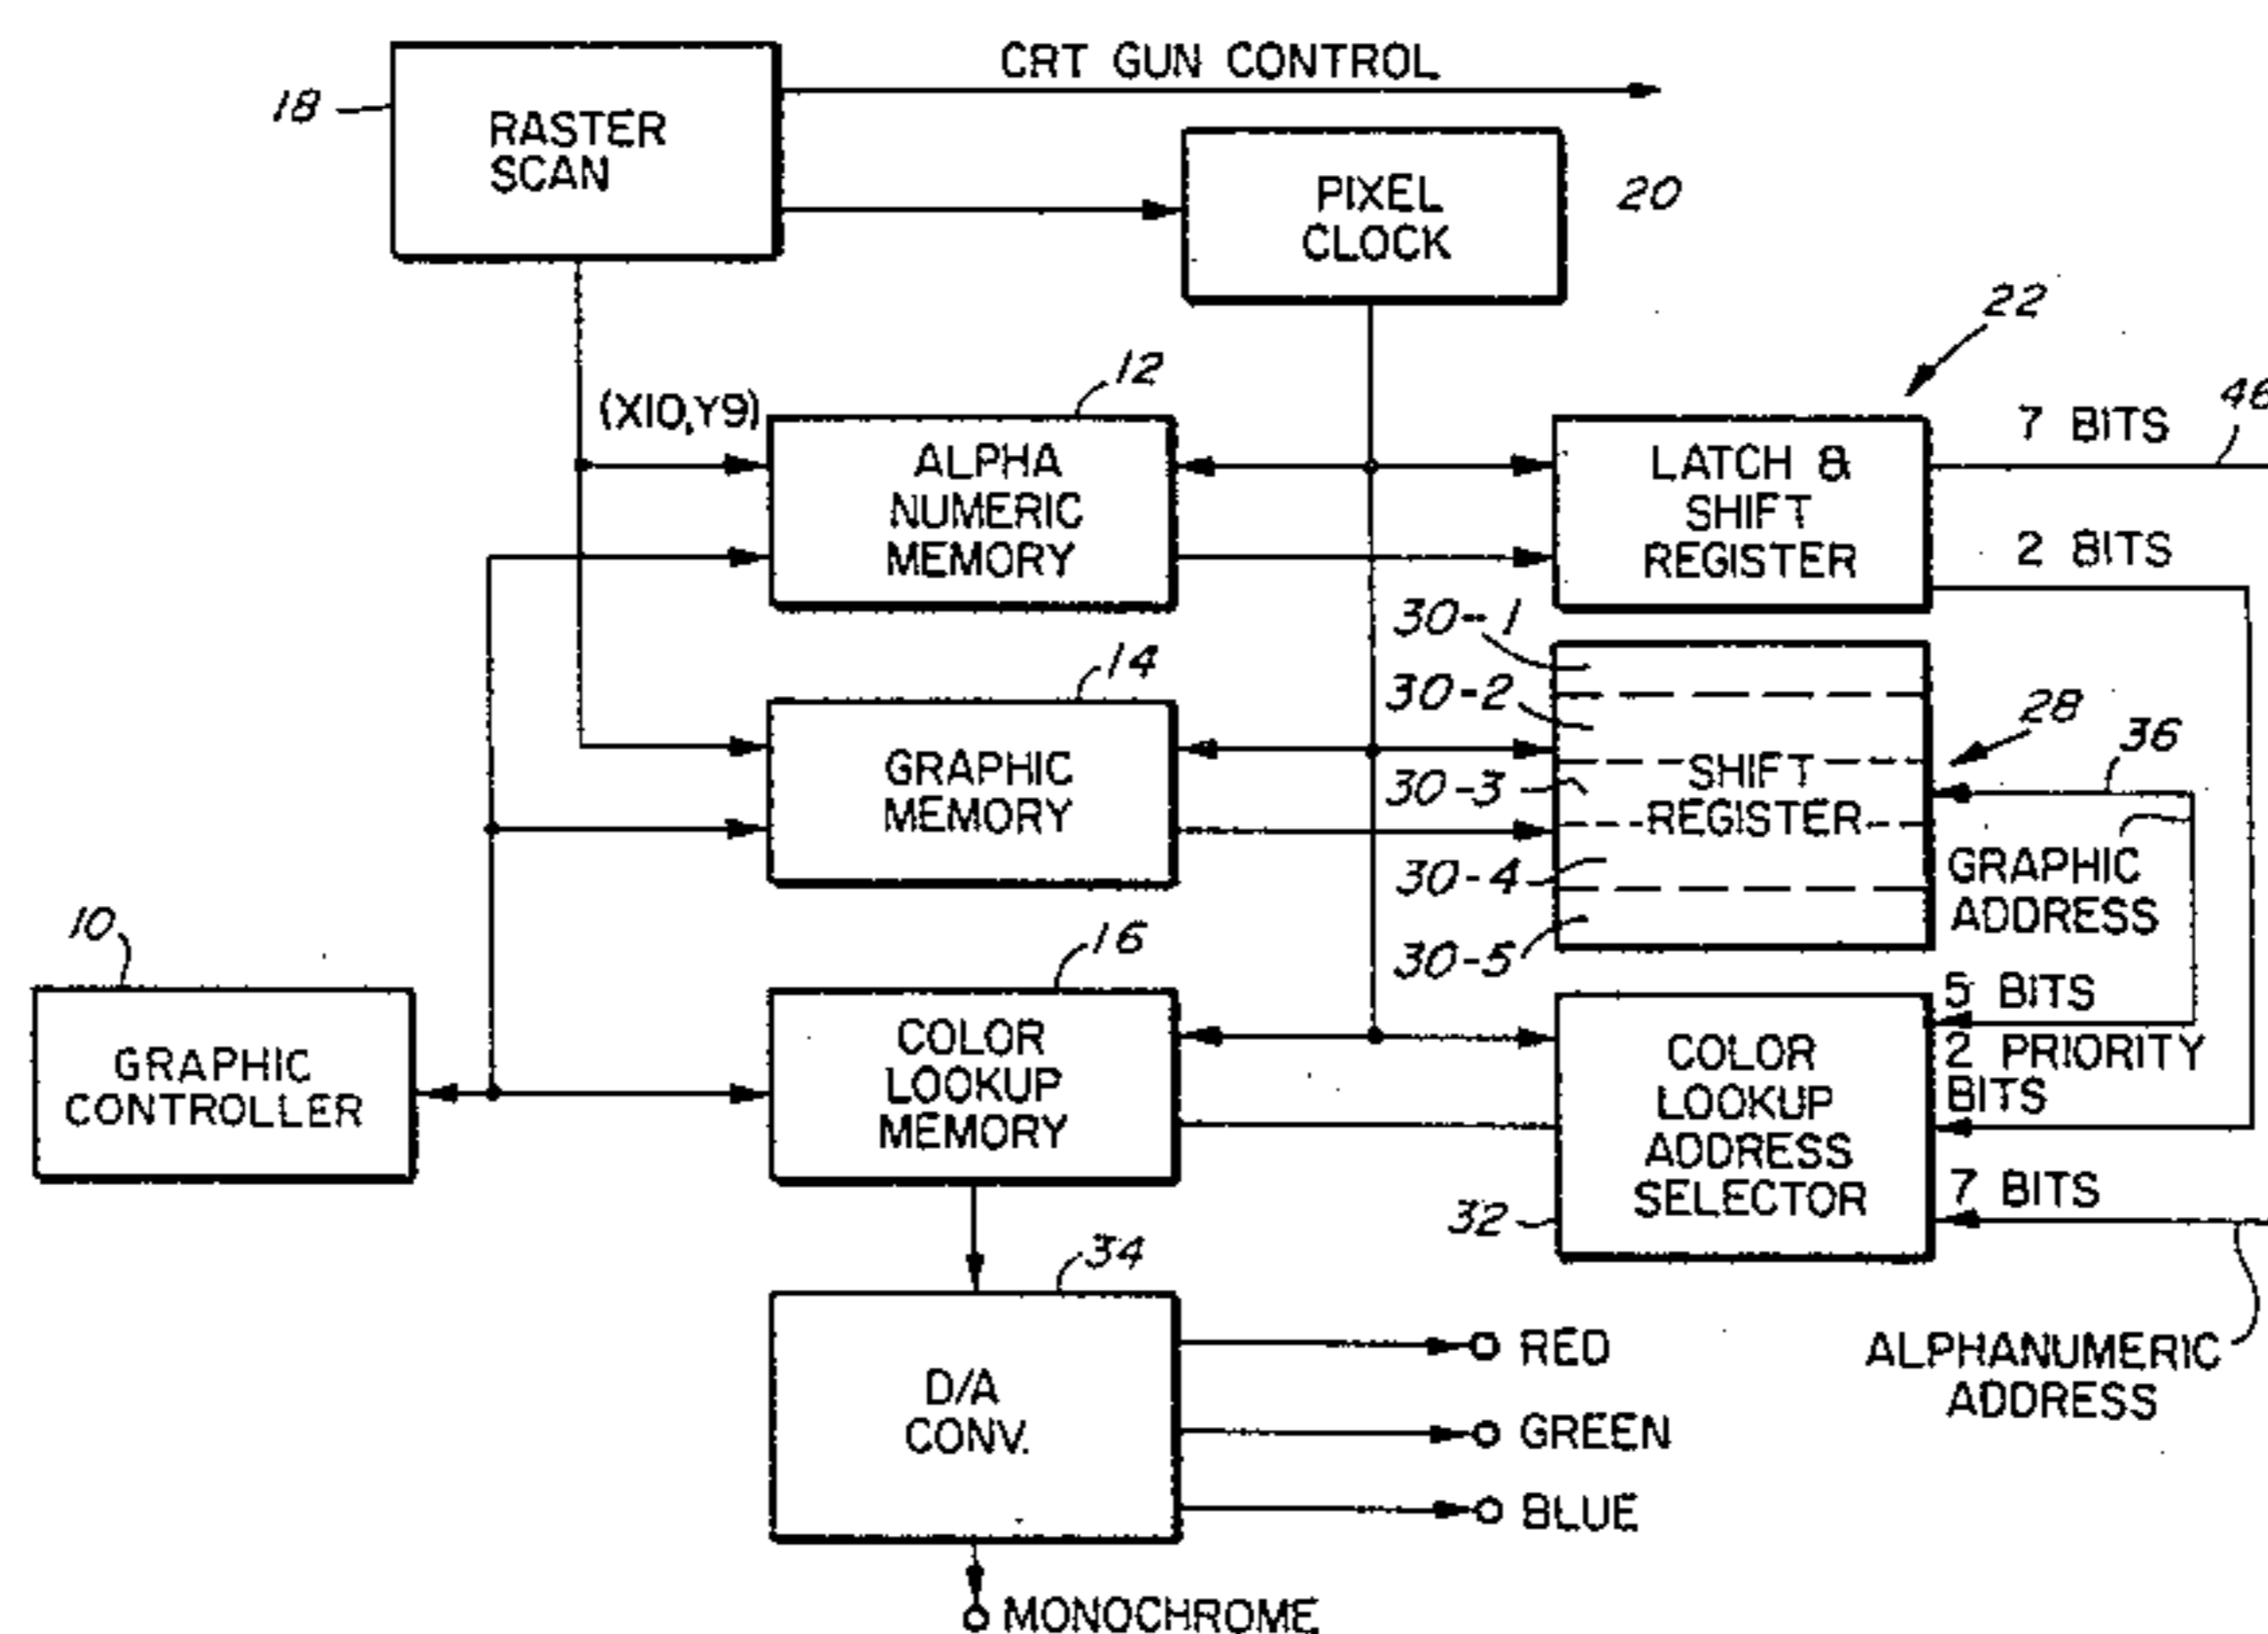 CRT GUN CONTROL
18
RASTER
SCAN
PIXEL
CLOCK
20
22
12
(X10,Y9)
ALPHA
NUMERIC
MEMORY
LATCH &
SHIFT
REGISTER
7 BITS
46
2 BITS
30-1
30-2
30-3
30-4
30-5
14
GRAPHIC
MEMORY
SHIFT
REGISTER
28
36
GRAPHIC
ADDRESS
10
GRAPHIC
CONTROLLER
16
COLOR
LOOKUP
MEMORY
COLOR
LOOKUP
ADDRESS
SELECTOR
32
5 BITS
2 PRIORITY
BITS
7 BITS
34
D/A
CONV.
RED
GREEN
BLUE
ALPHANUMERIC
ADDRESS
MONOCHROME